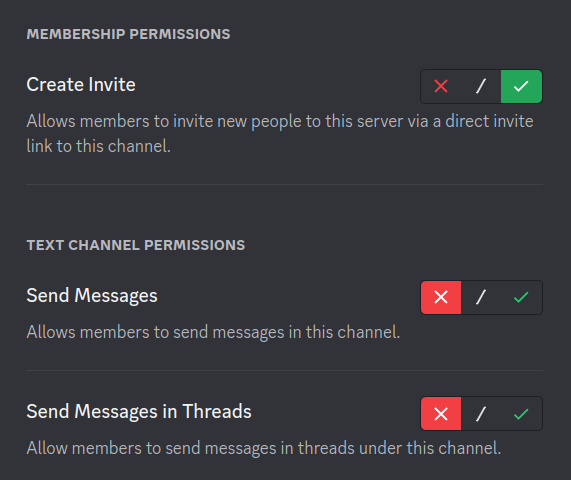 MEMBERSHIP PERMISSIONS
Create Invite
/
Allows members to invite new people to this server via a direct invite
link to this channel.
TEXT CHANNEL PERMISSIONS
Send Messages
/
Allows members to send messages in this channel.
Send Messages in Threads
/
Allow members to send messages in threads under this channel.